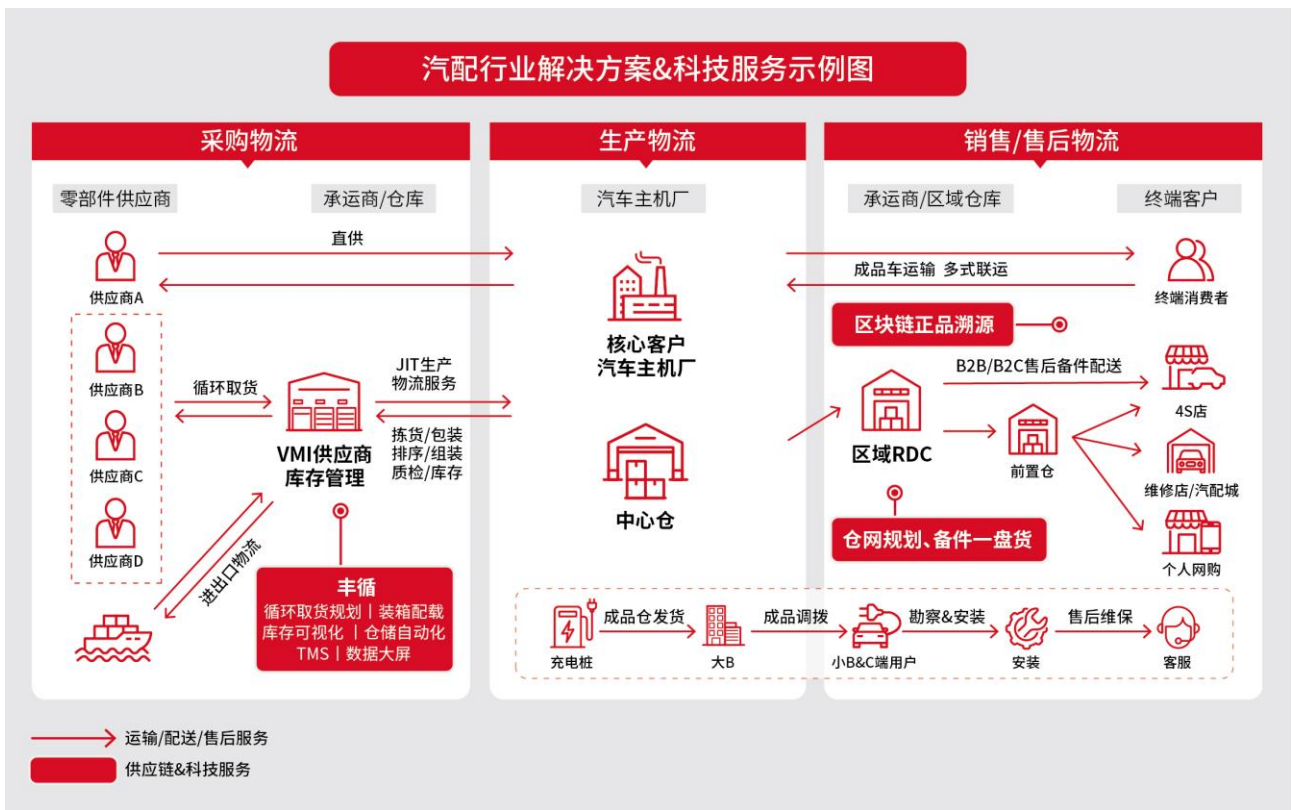 汽配行业解决方案&科技服务示例图
采购物流
生产物流
销售/售后物流
零部件供应商
承运商/仓库
汽车主机厂
承运商/区域仓库
终端客户
直供
供应商A
供应商B
供应商C
供应商D
循环取货
VMI供应商
库存管理
JIT生产
物流服务
拣货/包装
排序/组装
质检/库存
进出口物流
丰循
循环取货规划丨装箱配载
库存可视化 丨仓储自动化
TMS丨数据大屏
核心客户
汽车主机厂
中心仓
成品车运输 多式联运
终端消费者
区块链正品溯源
B2B/B2C售后备件配送
4S店
区域RDC
前置仓
维修店/汽配城
仓网规划、备件一盘货
个人网购
成品仓发货
成品调拨
勘察&安装
售后维保
充电桩
大B
小B&C端用户
安装
客服
运输/配送/售后服务
供应链&科技服务